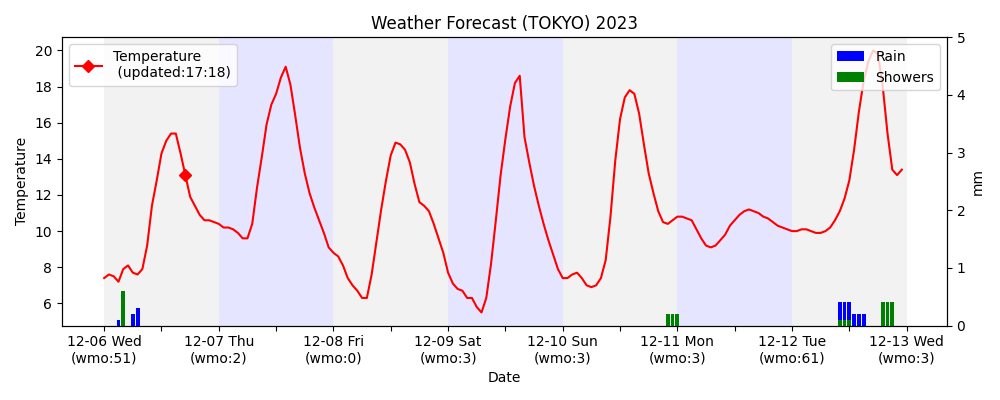 Weather Forecast (TOKYO) 2023
Temperature
(updated:17:18)
Rain
Showers
Temperature
20
18
16
14
12
10
8
6
5
4
3
2
1
0
mm
12-06 Wed
(wmo:51)
12-07 Thu
(wmo:2)
12-08 Fri
(wmo:0)
12-09 Sat
(wmo:3)
12-10 Sun
(wmo:3)
12-11 Mon
(wmo:3)
12-12 Tue
(wmo:61)
12-13 Wed
(wmo:3)
Date